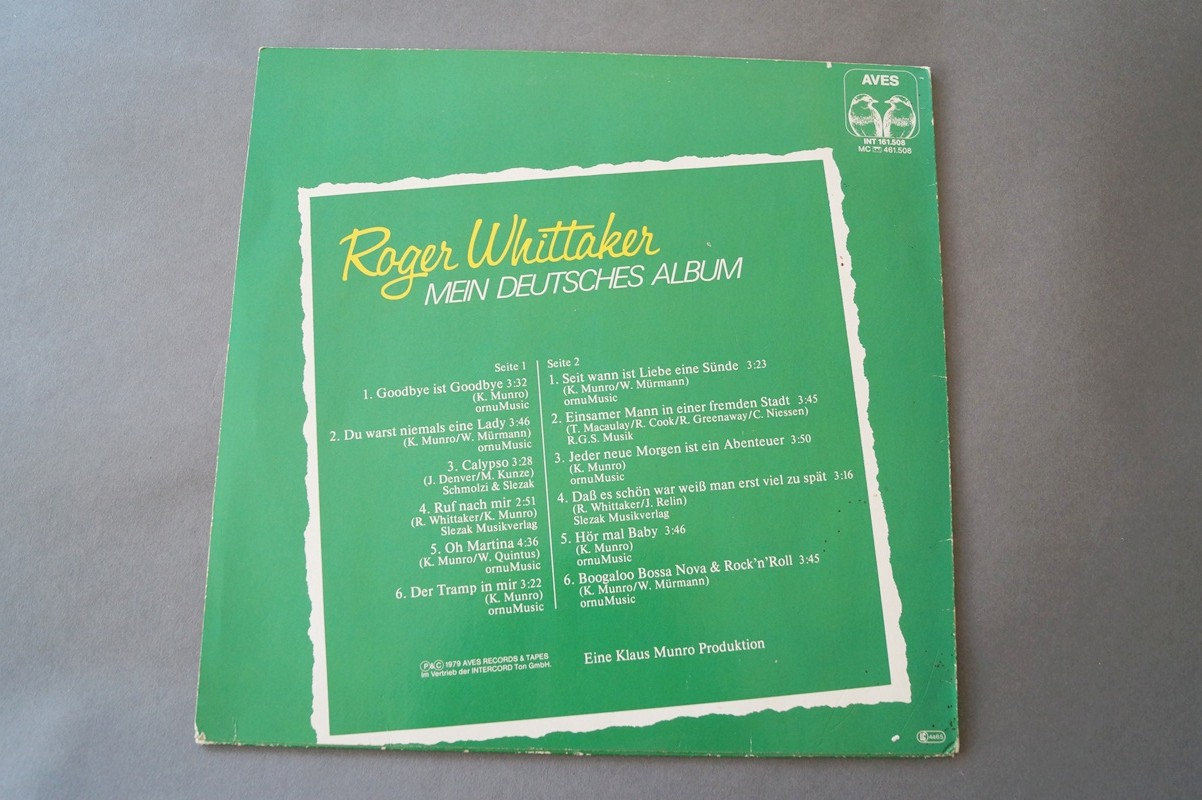 AVES
INT 161.508
MC 461.508
Roger Whittaker
MEIN DEUTSCHES ALBUM
Seite 1
1. Goodbye ist Goodbye 3:32
(K. Munro)
ornuMusic
2. Du warst niemals eine Lady 3:46
(K. Munro/W. Mürmann)
ornuMusic
3. Calypso 3:28
(J. Denver/M. Kunze)
Schmolzi & Slezak
4. Ruf nach mir 2:51
(R. Whittaker/K. Munro)
Slezak Musikverlag
5. Oh Martina 4:36
(K. Munro/W. Quintus)
ornuMusic
6. Der Tramp in mir 3:22
(K. Munro)
ornuMusic
Seite 2
1. Seit wann ist Liebe eine Sünde 3:23
(K. Munro/W. Mürmann)
ornuMusic
2. Einsamer Mann in einer fremden Stadt 3:45
(T. Macaulay/R. Cook/R. Greenaway/C. Niessen)
R.G.S. Musik
3. Jeder neue Morgen ist ein Abenteuer 3:50
(K. Munro)
ornuMusic
4. Daß es schön war weiß man erst viel zu spät 3:16
(R. Whittaker/J. Relin)
Slezak Musikverlag
5. Hör mal Baby 3:46
(K. Munro)
ornuMusic
6. Boogaloo Bossa Nova & Rock'n'Roll 3:45
(K. Munro/W. Mürmann)
ornuMusic
P&C 1979 AVES RECORDS & TAPES
Im Vertrieb der INTERCORD Ton GmbH.
Eine Klaus Munro Produktion